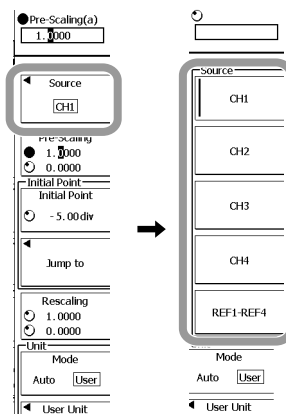 Pre-Scaling(a)
1.0000
Source
CH1
Pre-Scaling
1.0000
0.0000
Initial Point
Initial Point
-5.00div
Jump to
Rescaling
1.0000
0.0000
Unit
Mode
Auto User
User Unit
Source
CH1
CH2
CH3
CH4
REF1-REF4
Mode
Auto User
User Unit